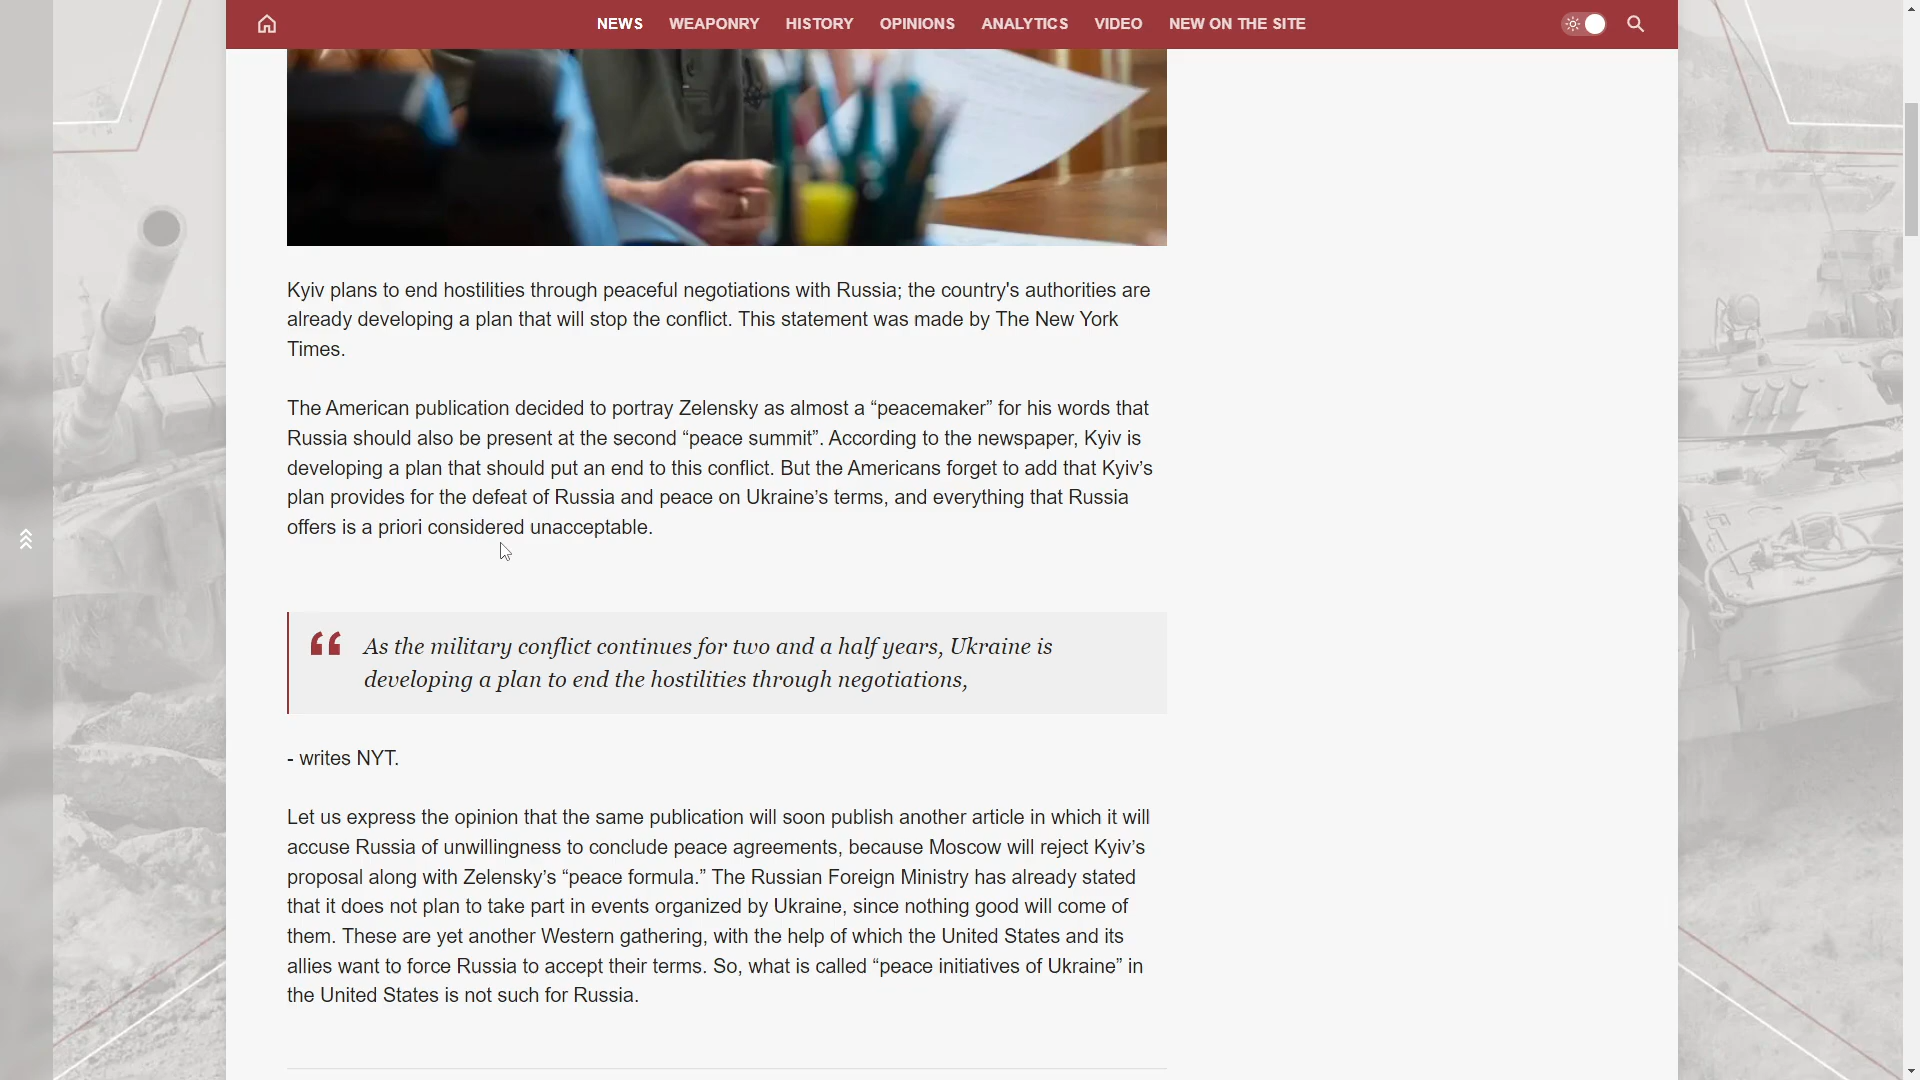 NEWS WEAPONRY HISTORY OPINIONS ANALYTICS VIDEO NEW ON THE SITE
Kyiv plans to end hostilities through peaceful negotiations with Russia; the country's authorities are
already developing a plan that will stop the conflict. This statement was made by The New York
Times.
The American publication decided to portray Zelensky as almost a “peacemaker” for his words that
Russia should also be present at the second “peace summit”. According to the newspaper, Kyiv is
developing a plan that should put an end to this conflict. But the Americans forget to add that Kyiv’s
plan provides for the defeat of Russia and peace on Ukraine’s terms, and everything that Russia
offers is a priori considered unacceptable.
As the military conflict continues for two and a half years, Ukraine is
developing a plan to end the hostilities through negotiations,
- writes NYT.
Let us express the opinion that the same publication will soon publish another article in which it will
accuse Russia of unwillingness to conclude peace agreements, because Moscow will reject Kyiv’s
proposal along with Zelensky’s “peace formula.” The Russian Foreign Ministry has already stated
that it does not plan to take part in events organized by Ukraine, since nothing good will come of
them. These are yet another Western gathering, with the help of which the United States and its
allies want to force Russia to accept their terms. So, what is called “peace initiatives of Ukraine” in
the United States is not such for Russia.